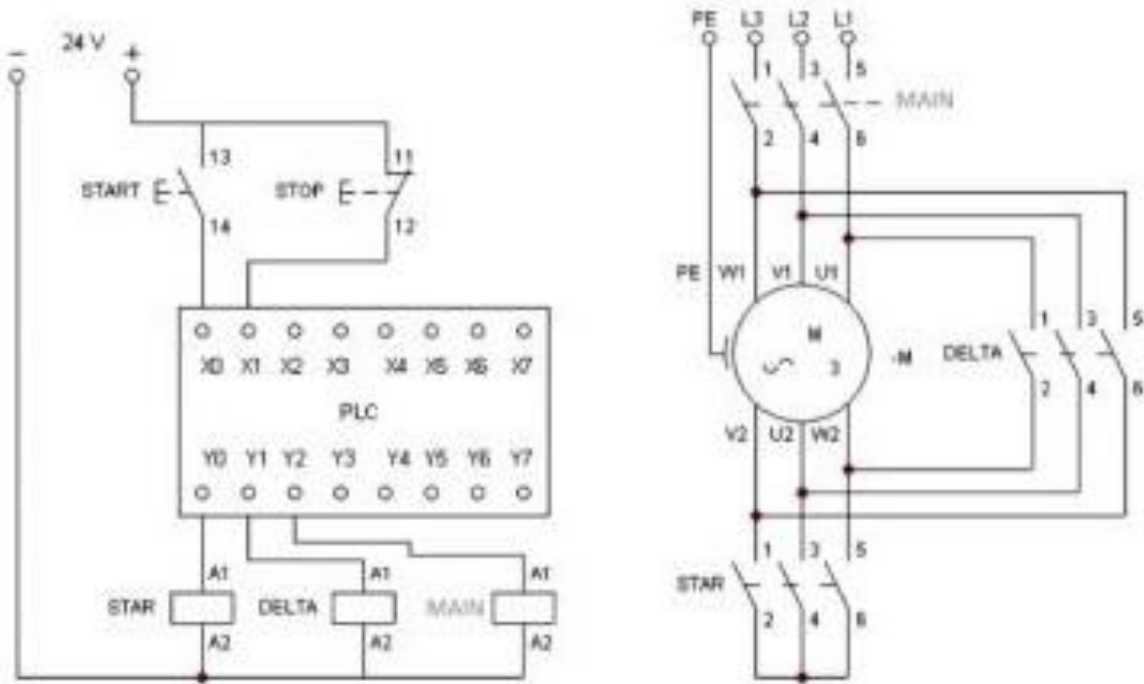 24 V
- +
13 11
START STOP
14 12
X0 X1 X2 X3 X4 X5 X6 X7
PLC
Y0 Y1 Y2 Y3 Y4 Y5 Y6 Y7
A1 A1 A1
STAR DELTA MAIN
A2 A2 A2
PE L3 L2 L1
1 3 5
MAIN
2 4 6
PE W1 V1 U1
M
3
-M
1 3 5
DELTA
2 4 6
V2 U2 W2
1 3 5
STAR
2 4 6